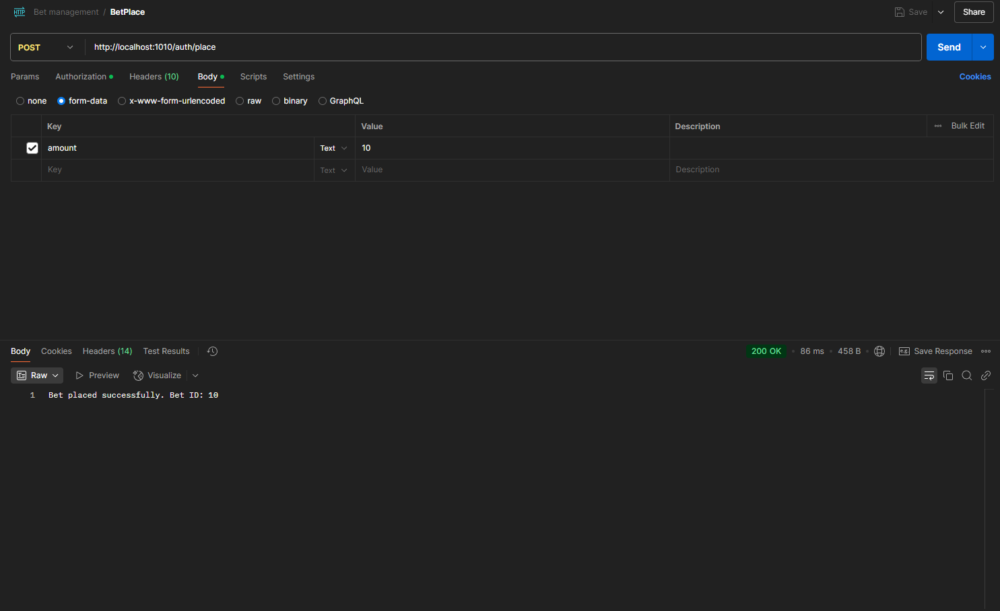 HTTP Bet management / BetPlace Save Share
POST http://localhost:1010/auth/place Send
Params Authorization Headers (10) Body Scripts Settings Cookies
none form-data x-www-form-urlencoded raw binary GraphQL
Key Value Description Bulk Edit
amount Text 10
Key Text Value Description
Body Cookies Headers (14) Test Results 200 OK 86 ms 458 B e.g. Save Response
Raw Preview Visualize
1 Bet placed successfully. Bet ID: 10